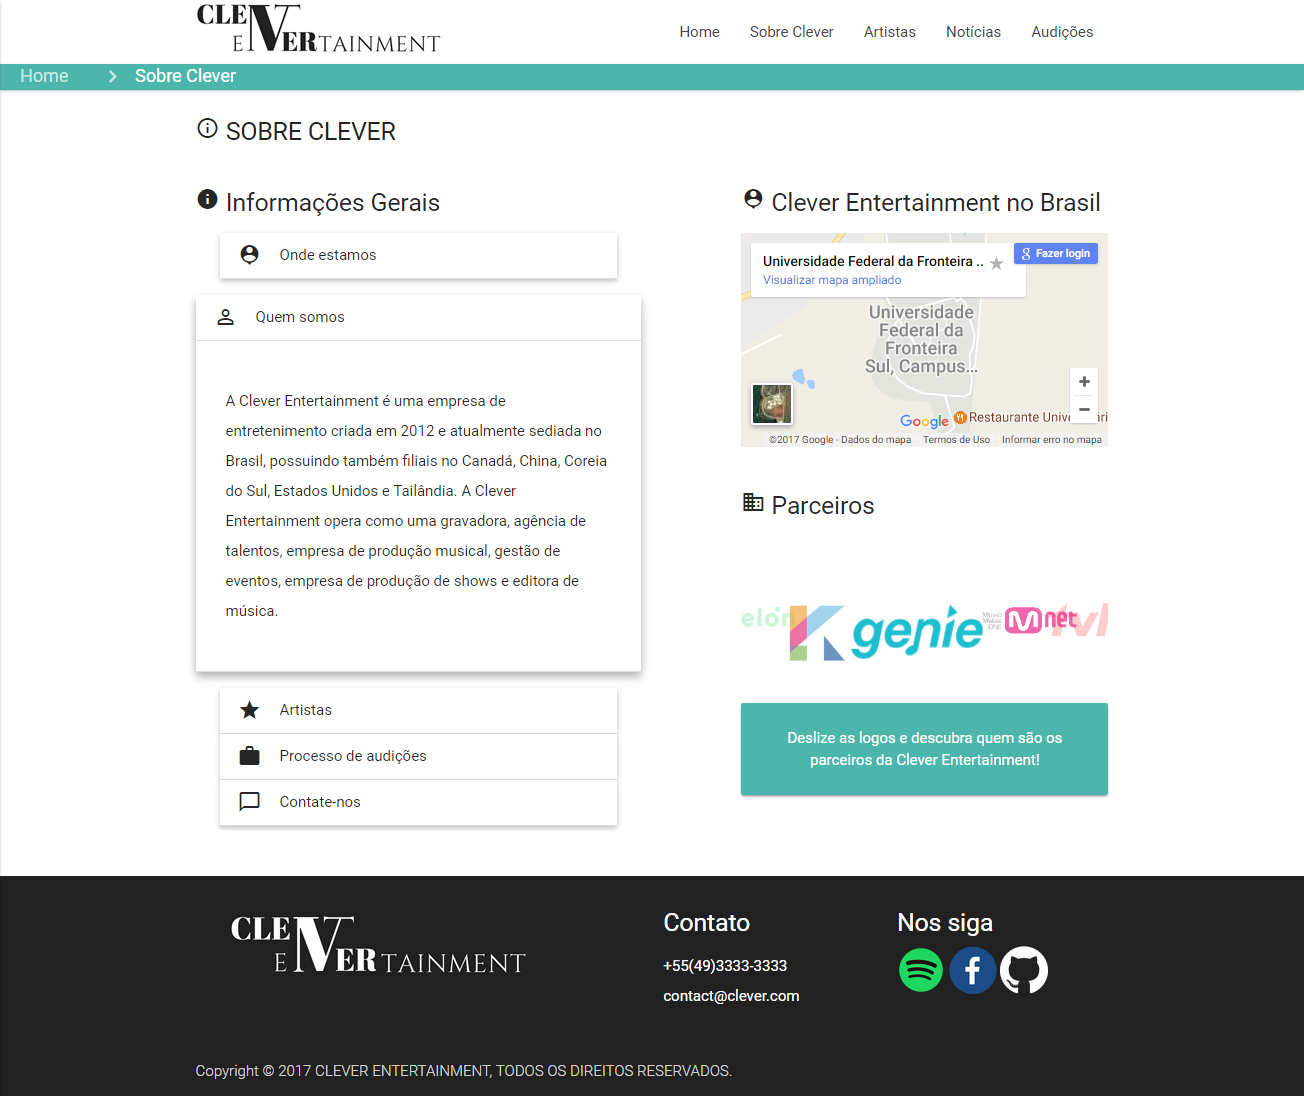 CLEVER
ENTERTAINMENT
Home
Sobre Clever
Artistas
Notícias
Audições
Home
Sobre Clever
SOBRE CLEVER
Informações Gerais
Onde estamos
Quem somos
A Clever Entertainment é uma empresa de
entretenimento criada em 2012 e atualmente sediada no
Brasil, possuindo também filiais no Canadá, China, Coreia
do Sul, Estados Unidos e Tailândia. A Clever
Entertainment opera como uma gravadora, agência de
talentos, empresa de produção musical, gestão de
eventos, empresa de produção de shows e editora de
música.
Artistas
Processo de audições
Contate-nos
Clever Entertainment no Brasil
Universidade Federal da Fronteira ..
Visualizar mapa ampliado
Fazer login
Universidade
Federal da
Fronteira
Sul, Campus...
Google
Restaurante
©2017 Google - Dados do mapa
Termos de Uso
Informar erro no mapa
Parceiros
K
genie
Music
Makes
ONE
Mnet
Deslize as logos e descubra quem são os
parceiros da Clever Entertainment!
CLEVER
ENTERTAINMENT
Contato
+55(49)3333-3333
contact@clever.com
Nos siga
Copyright © 2017 CLEVER ENTERTAINMENT, TODOS OS DIREITOS RESERVADOS.